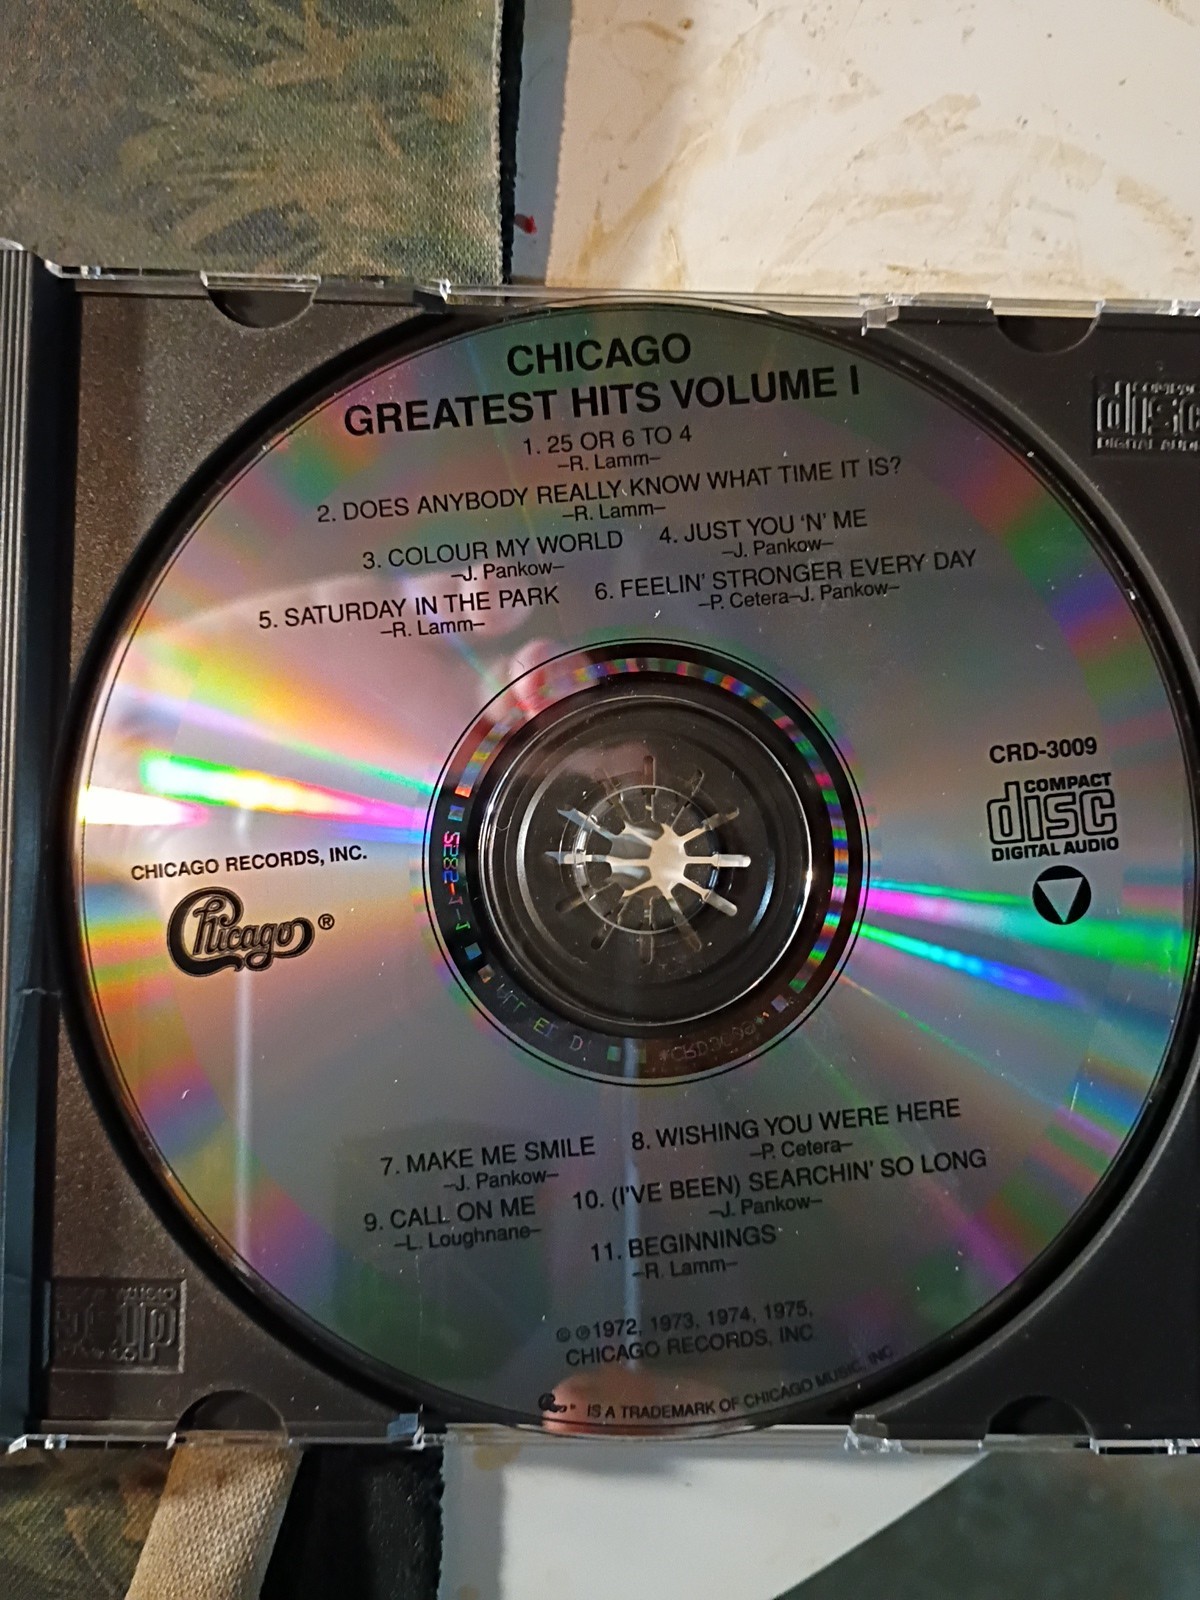 CHICAGO
GREATEST HITS VOLUME I
1. 25 OR 6 TO 4
–R. Lamm–
2. DOES ANYBODY REALLY KNOW WHAT TIME IT IS?
–R. Lamm–
3. COLOUR MY WORLD
–J. Pankow–
4. JUST YOU 'N' ME
–J. Pankow–
5. SATURDAY IN THE PARK
–R. Lamm–
6. FEELIN' STRONGER EVERY DAY
–P. Cetera–J. Pankow–
CRD-3009
COMPACT
disc
DIGITAL AUDIO
CHICAGO RECORDS, INC.
Chicago®
7. MAKE ME SMILE
–J. Pankow–
8. WISHING YOU WERE HERE
–P. Cetera–
9. CALL ON ME
–L. Loughnane–
10. (I'VE BEEN) SEARCHIN' SO LONG
–J. Pankow–
11. BEGINNINGS
–R. Lamm–
© ℗ 1972, 1973, 1974, 1975,
CHICAGO RECORDS, INC
IS A TRADEMARK OF CHICAGO MUSIC, INC.
disc
DIGITAL